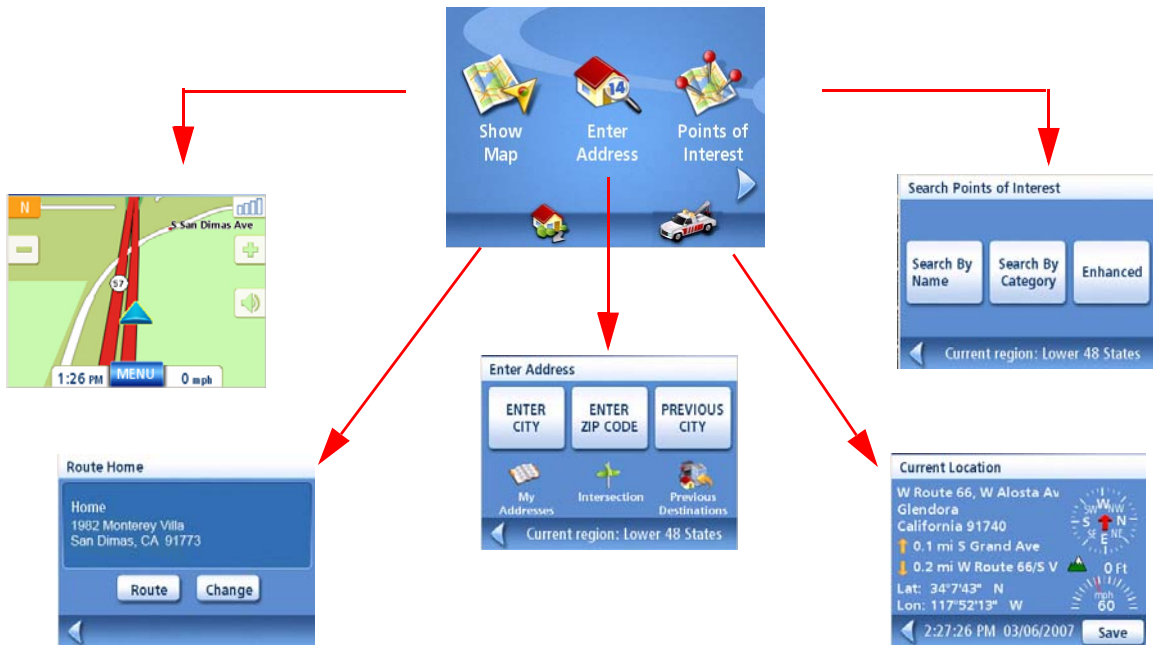 14
Show
Map
Enter
Address
Points of
Interest
N
S San Dimas Ave
57
1:26 PM MENU 0 mph
Search Points of Interest
Search By
Name
Search By
Category
Enhanced
Current region: Lower 48 States
Enter Address
ENTER
CITY
ENTER
ZIP CODE
PREVIOUS
CITY
My
Addresses
Intersection
Previous
Destinations
Current region: Lower 48 States
Route Home
Home
1982 Monterey Villa
San Dimas, CA 91773
Route Change
Current Location
W Route 66, W Alosta Av
Glendora
California 91740
0.1 mi S Grand Ave
0.2 mi W Route 66/S V
Lat: 34°7'43" N
Lon: 117°52'13" W
SW W NW
S N
SE E NE
0 Ft
mph
60
2:27:26 PM 03/06/2007 Save